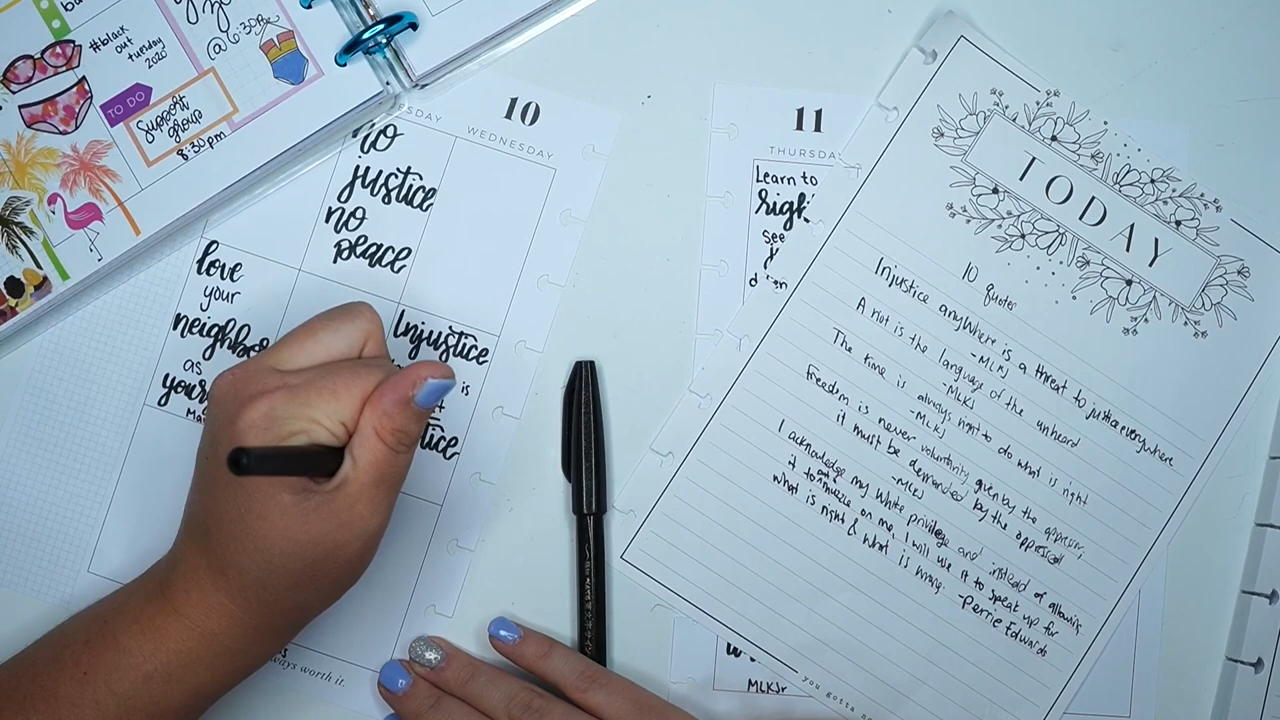 #black
out
tuesday
2020
@ 6:30p
TO DO
Support
group
8:30pm
10
WEDNESDAY
no
justice
no
peace
love
your
as
Injustice
is
11
THURSDAY
Learn to
see
TODAY
10 quotes
Injustice anywhere is a threat to justice everywhere
-MLKJ
A riot is the language of the unheard
-MLKJ
The time is always right to do what is right
-MLKJ
Freedom is never voluntarily given by the oppressor,
it must be demanded by the oppressed
-MLKJ
I acknowledge my white privilege and instead of allowing
it to muzzle me, I will use it to speak up for
what is right & what is wrong. -Perrie Edwards
always worth it.
MLKJr
you gotta